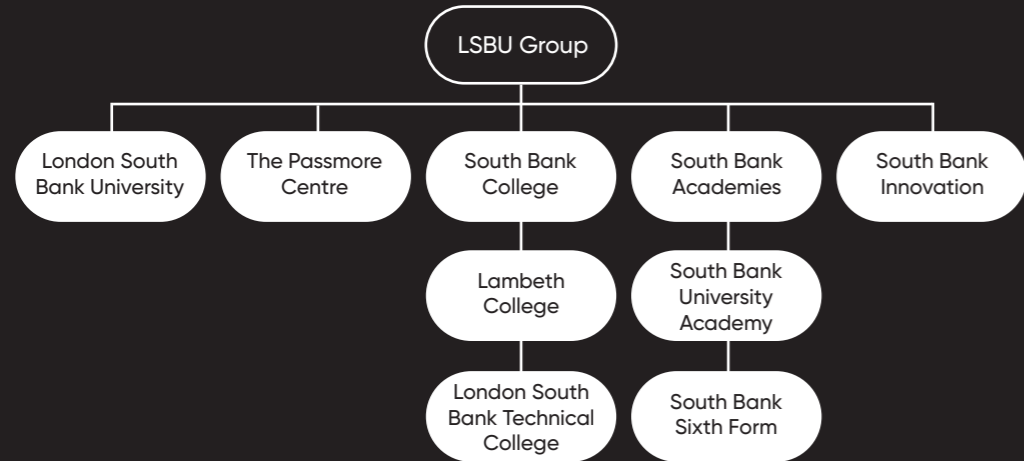 LSBU Group
London South
Bank University
The Passmore
Centre
South Bank
College
South Bank
Academies
South Bank
Innovation
Lambeth
College
South Bank
University
Academy
London South
Bank Technical
College
South Bank
Sixth Form